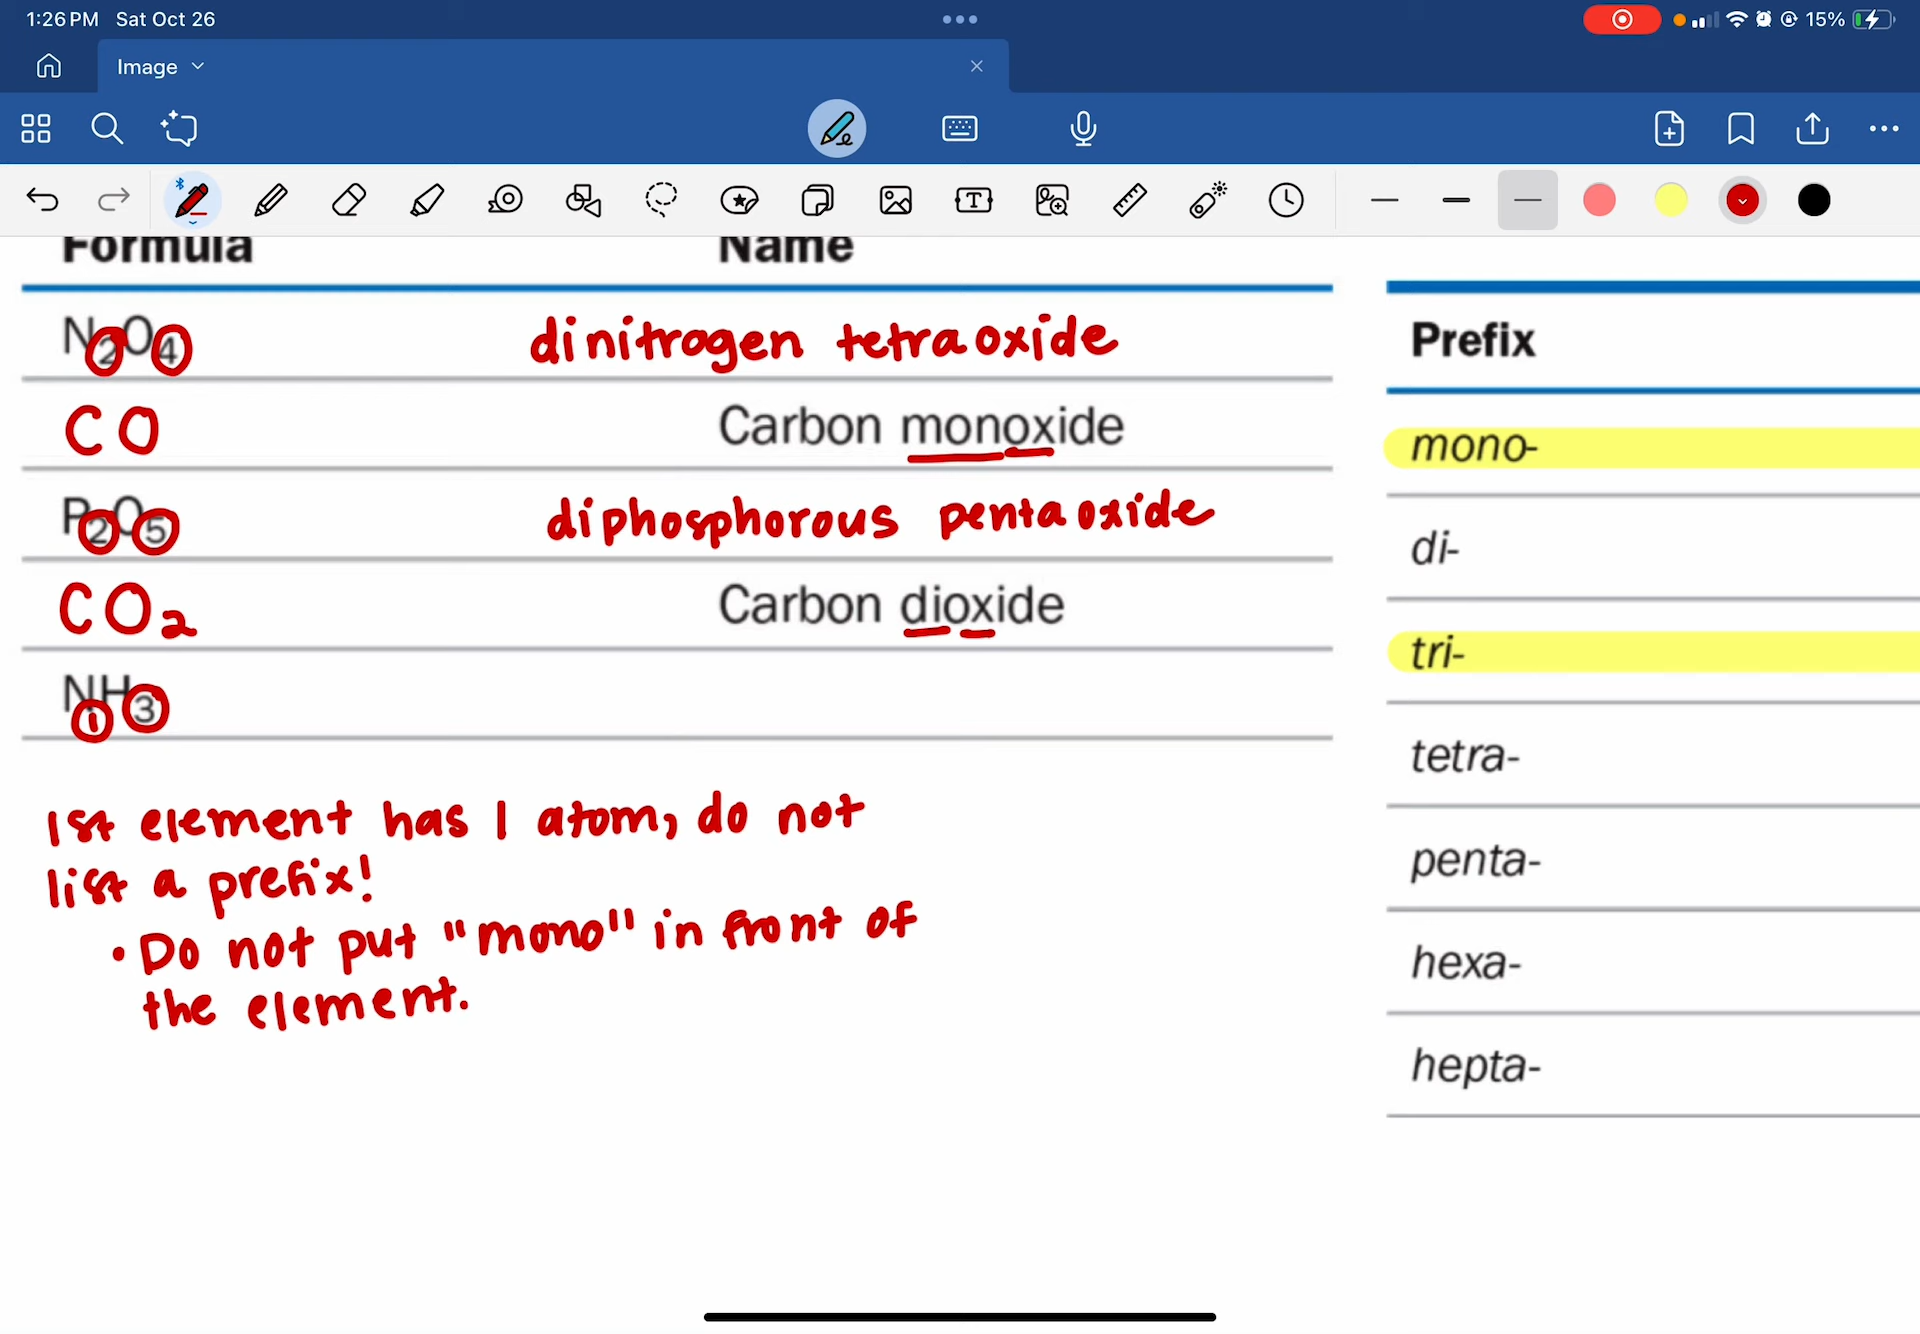 1:26 PM Sat Oct 26
15%
Image
Formula Name
N2O4 dinitrogen tetraoxide
CO Carbon monoxide
P2O5 diphosphorous pentaoxide
CO2 Carbon dioxide
N1H3
1st element has 1 atom, do not
list a prefix!
• Do not put "mono" in front of
the element.
Prefix
mono-
di-
tri-
tetra-
penta-
hexa-
hepta-